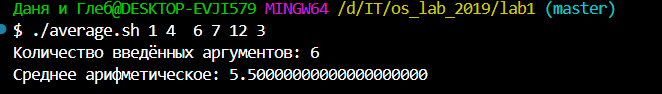 Даня и Глеб@DESKTOP-EVJI579 MINGW64 /d/IT/os_lab_2019/lab1 (master)
$ ./average.sh 1 4  6 7 12 3
Количество введённых аргументов: 6
Среднее арифметическое: 5.50000000000000000000